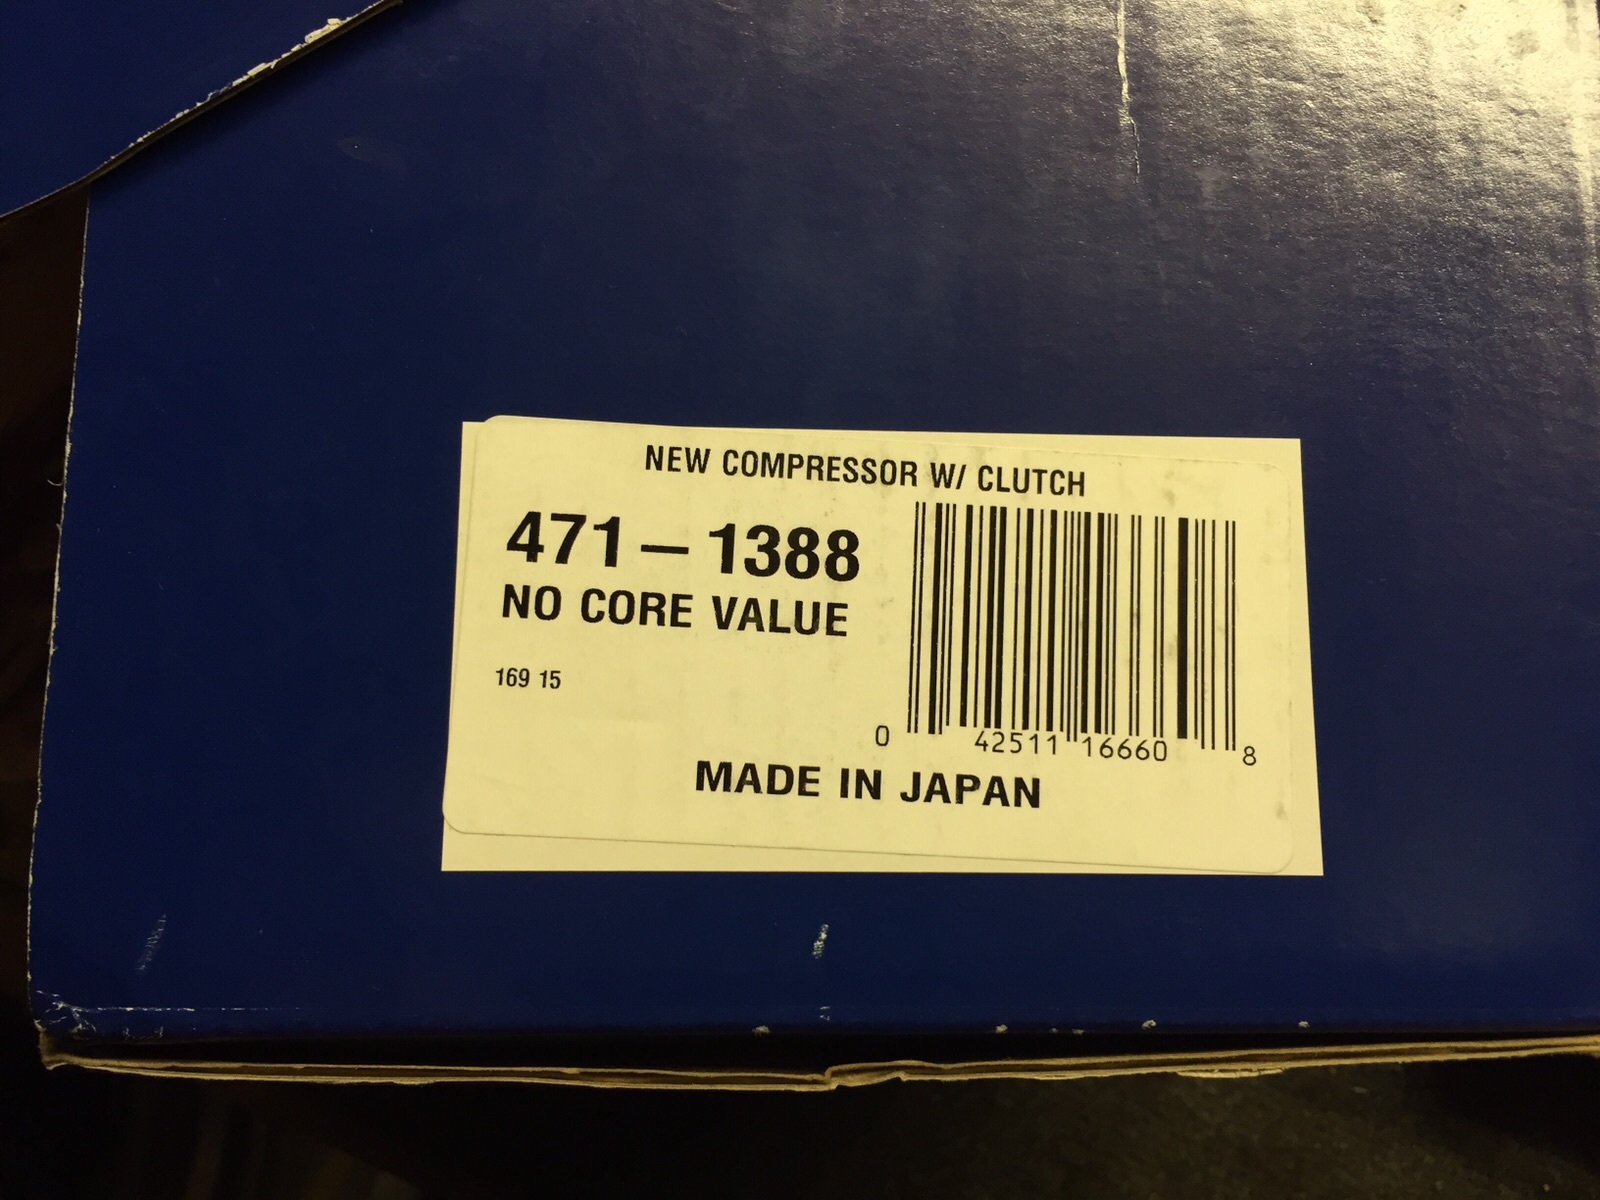 NEW COMPRESSOR W/ CLUTCH
471-1388
NO CORE VALUE
169 15
0 42511 16660 8
MADE IN JAPAN